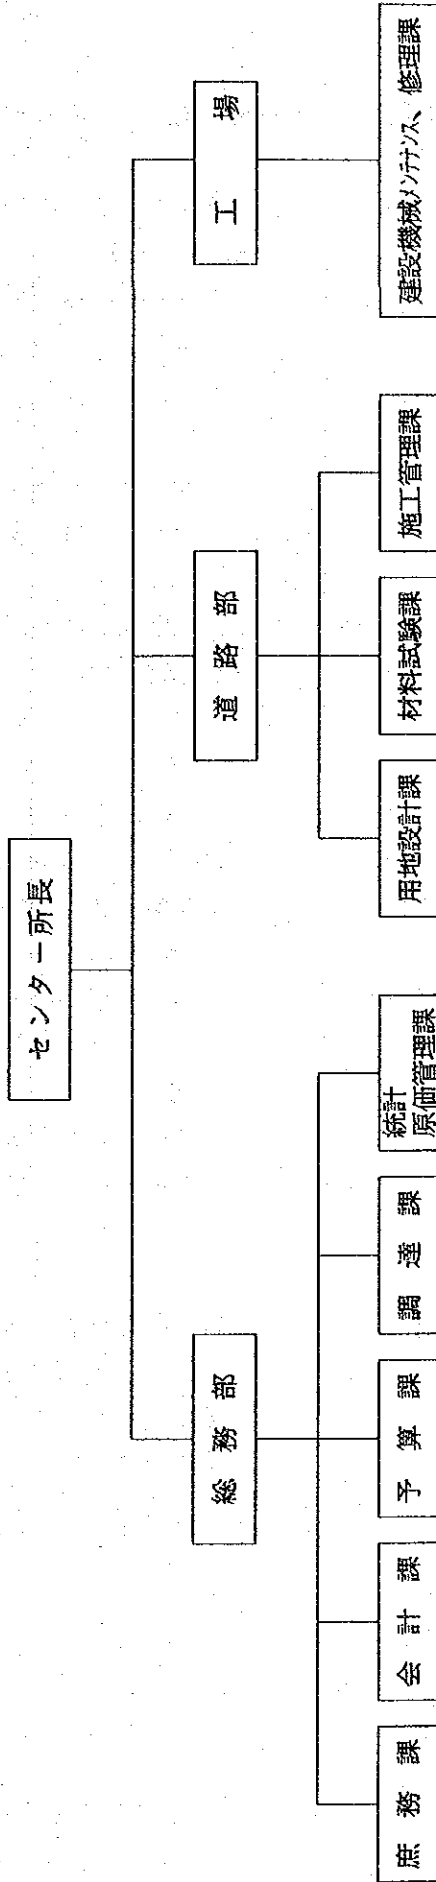 センター所長
総務部
道路部
工場
庶務課
会計課
予算課
調達課
統計
原価管理課
用地設計課
材料試験課
施工管理課
建設機械メンテナンス、修理課